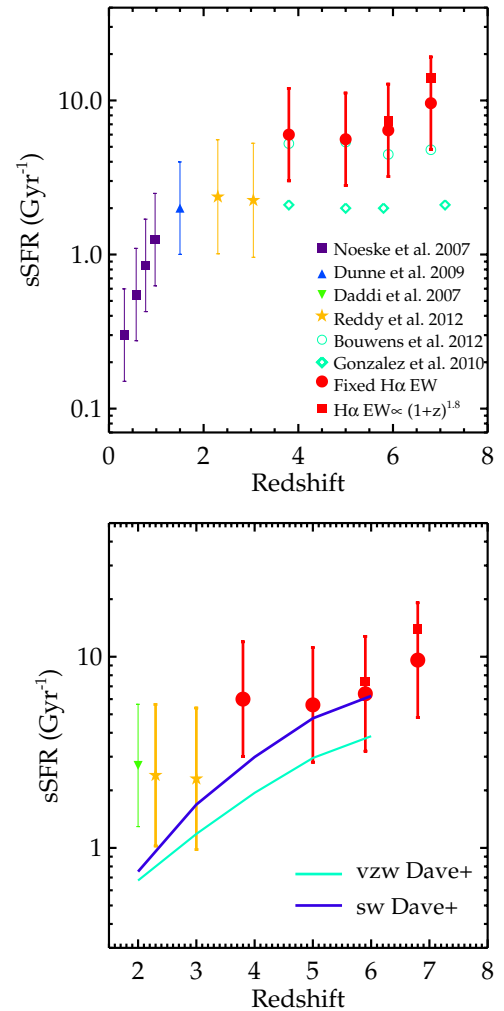 10.0
1.0
0.1
sSFR (Gyr⁻¹)
Noeske et al. 2007
Dunne et al. 2009
Daddi et al. 2007
Reddy et al. 2012
Bouwens et al. 2012
Gonzalez et al. 2010
Fixed Hα EW
Hα EW∝ (1+z)¹·⁸
0 2 4 6 8
Redshift
10
1
sSFR (Gyr⁻¹)
vzw Dave+
sw Dave+
2 3 4 5 6 7 8
Redshift